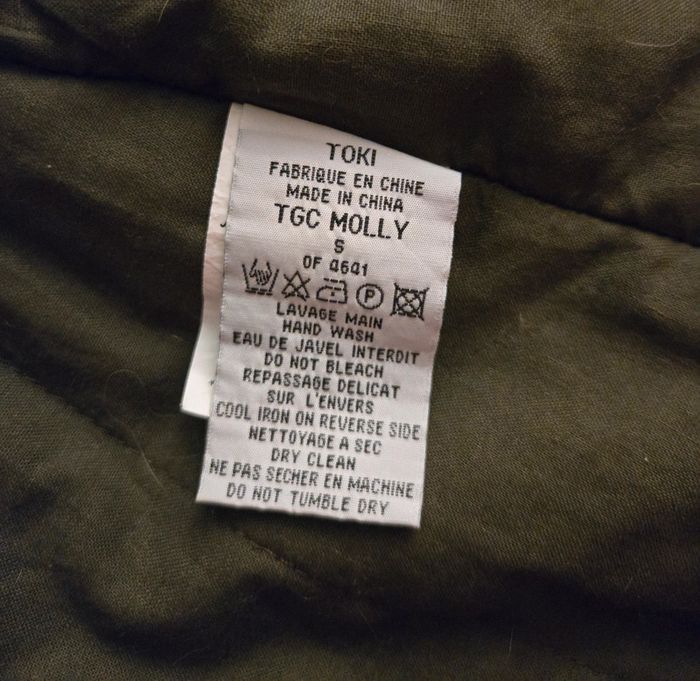 TOKI
FABRIQUE EN CHINE
MADE IN CHINA
TGC MOLLY
S
OF 4641
P
LAVAGE MAIN
HAND WASH
EAU DE JAVEL INTERDIT
DO NOT BLEACH
REPASSAGE DELICAT
SUR L'ENVERS
COOL IRON ON REVERSE SIDE
NETTOYAGE A SEC
DRY CLEAN
NE PAS SECHER EN MACHINE
DO NOT TUMBLE DRY